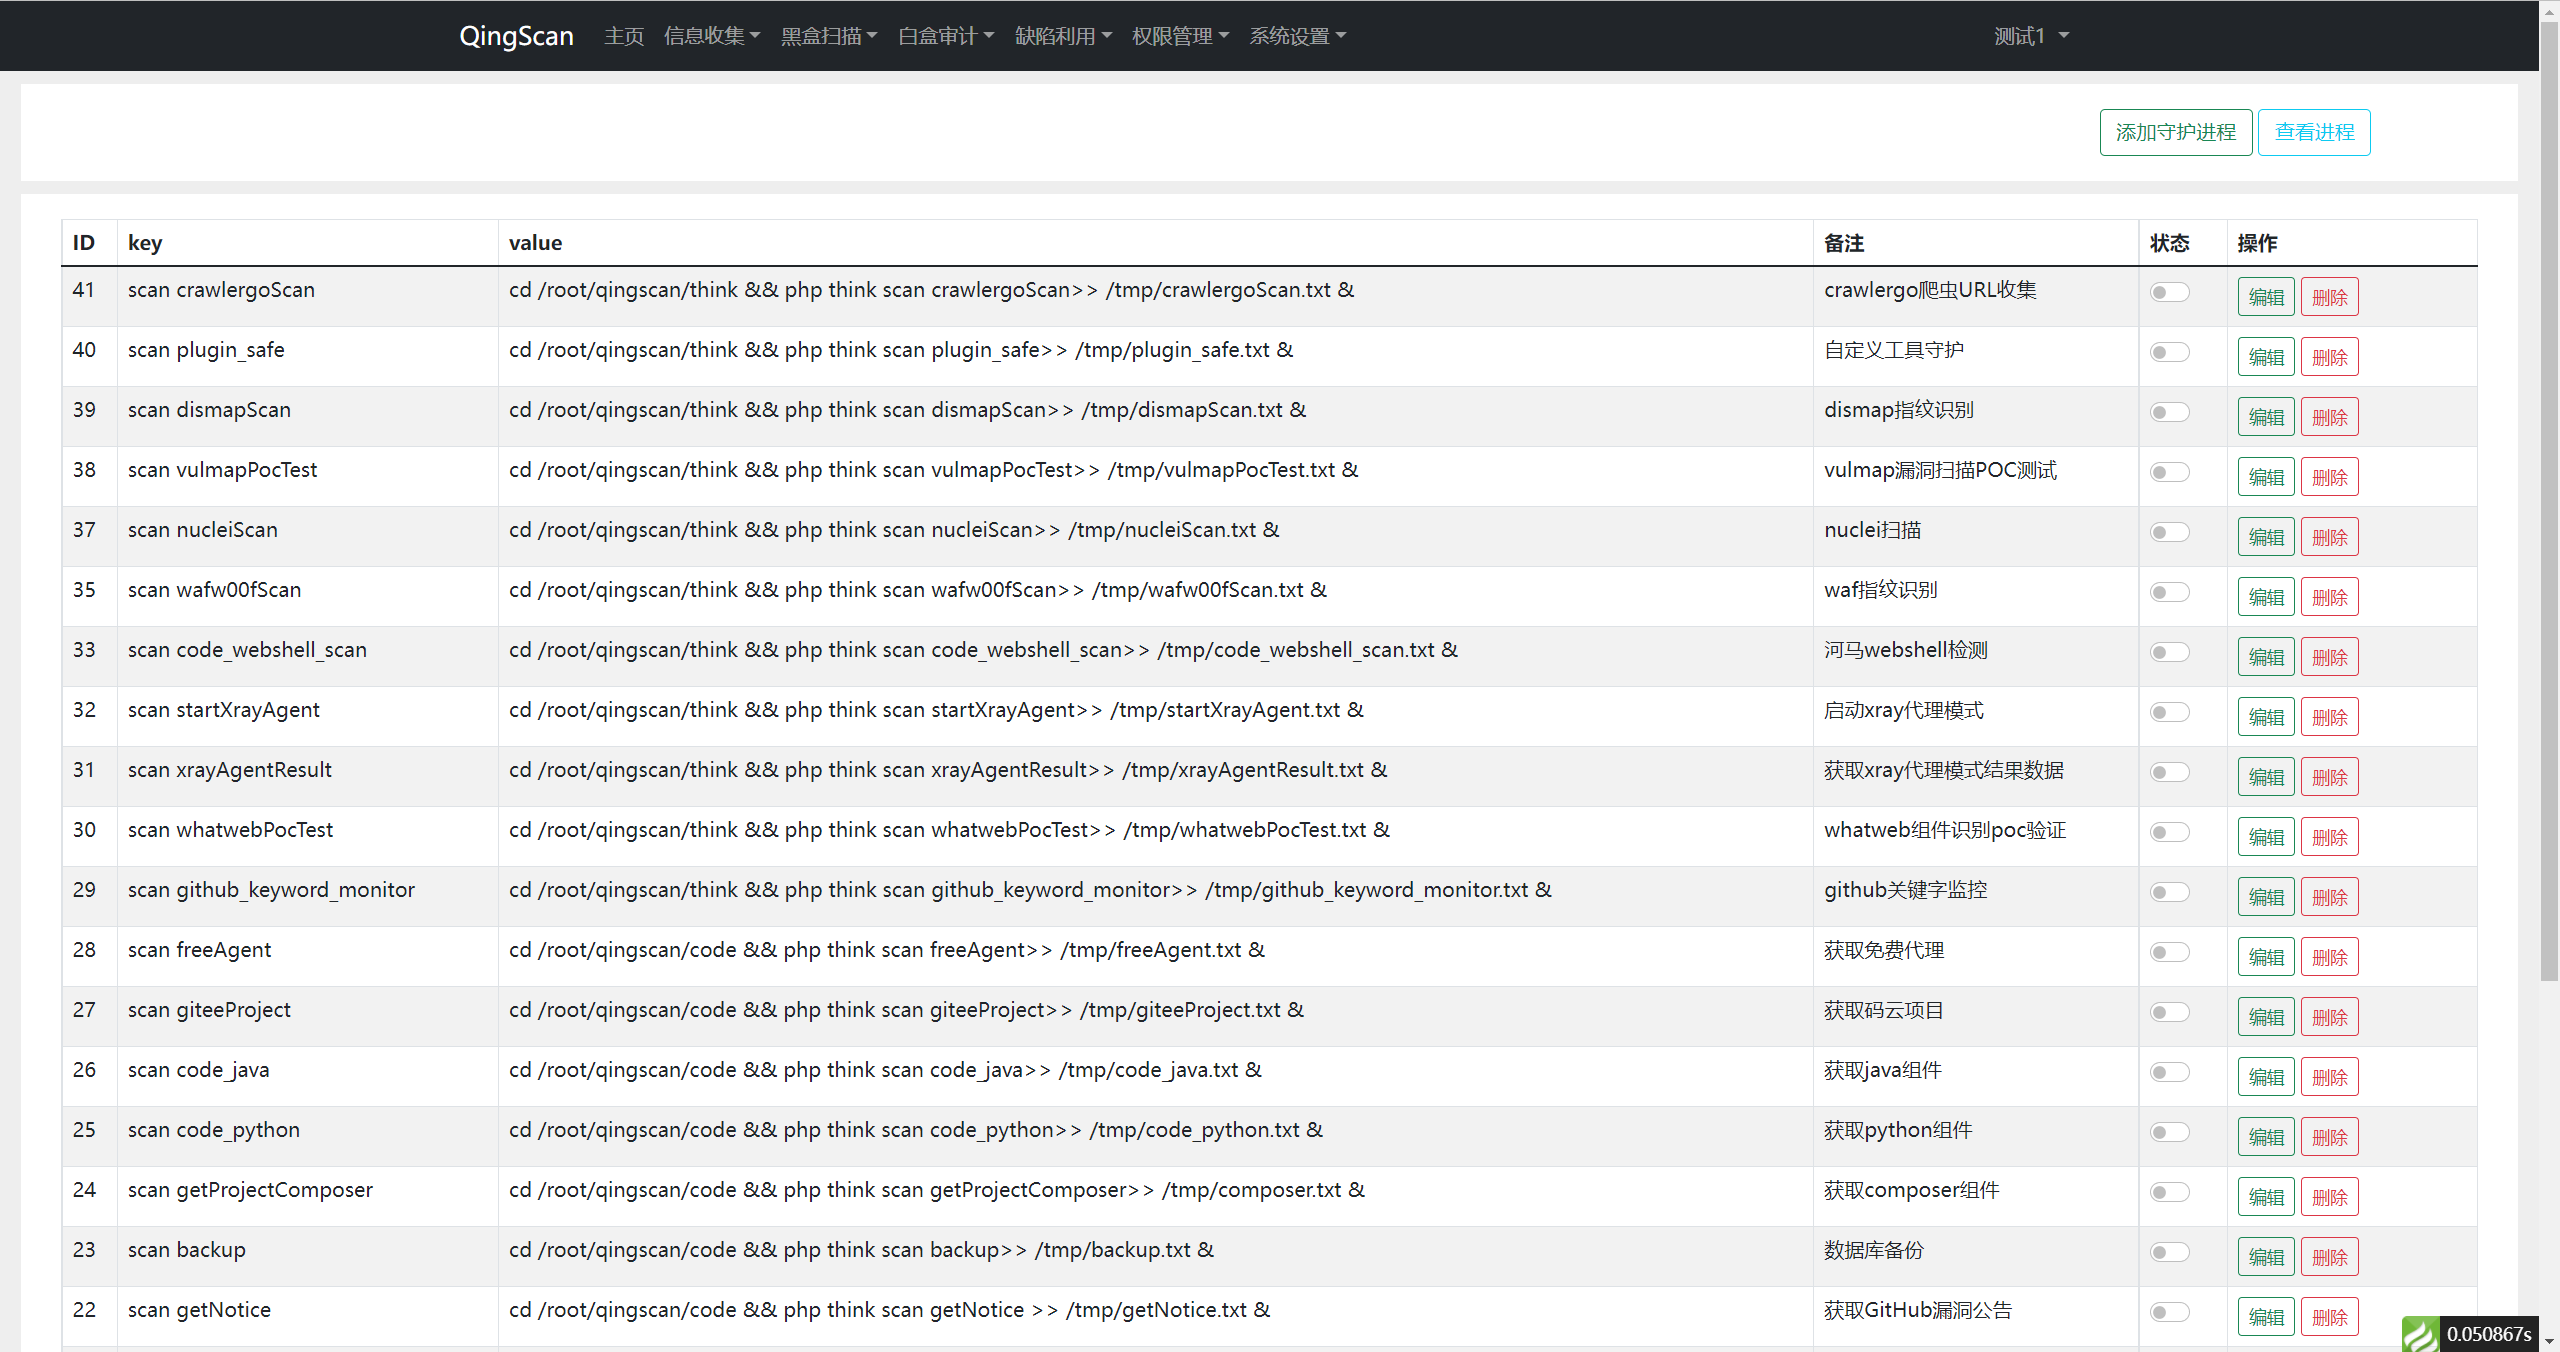 QingScan 主页 信息收集 黑盒扫描 白盒审计 缺陷利用 权限管理 系统设置 测试1
添加守护进程 查看进程
ID key value 备注 状态 操作
41 scan crawlergoScan cd /root/qingscan/think && php think scan crawlergoScan>> /tmp/crawlergoScan.txt & crawlergo爬虫URL收集 编辑 删除
40 scan plugin_safe cd /root/qingscan/think && php think scan plugin_safe>> /tmp/plugin_safe.txt & 自定义工具守护 编辑 删除
39 scan dismapScan cd /root/qingscan/think && php think scan dismapScan>> /tmp/dismapScan.txt & dismap指纹识别 编辑 删除
38 scan vulmapPocTest cd /root/qingscan/think && php think scan vulmapPocTest>> /tmp/vulmapPocTest.txt & vulmap漏洞扫描POC测试 编辑 删除
37 scan nucleiScan cd /root/qingscan/think && php think scan nucleiScan>> /tmp/nucleiScan.txt & nuclei扫描 编辑 删除
35 scan wafw00fScan cd /root/qingscan/think && php think scan wafw00fScan>> /tmp/wafw00fScan.txt & waf指纹识别 编辑 删除
33 scan code_webshell_scan cd /root/qingscan/think && php think scan code_webshell_scan>> /tmp/code_webshell_scan.txt & 河马webshell检测 编辑 删除
32 scan startXrayAgent cd /root/qingscan/think && php think scan startXrayAgent>> /tmp/startXrayAgent.txt & 启动xray代理模式 编辑 删除
31 scan xrayAgentResult cd /root/qingscan/think && php think scan xrayAgentResult>> /tmp/xrayAgentResult.txt & 获取xray代理模式结果数据 编辑 删除
30 scan whatwebPocTest cd /root/qingscan/think && php think scan whatwebPocTest>> /tmp/whatwebPocTest.txt & whatweb组件识别poc验证 编辑 删除
29 scan github_keyword_monitor cd /root/qingscan/think && php think scan github_keyword_monitor>> /tmp/github_keyword_monitor.txt & github关键字监控 编辑 删除
28 scan freeAgent cd /root/qingscan/code && php think scan freeAgent>> /tmp/freeAgent.txt & 获取免费代理 编辑 删除
27 scan giteeProject cd /root/qingscan/code && php think scan giteeProject>> /tmp/giteeProject.txt & 获取码云项目 编辑 删除
26 scan code_java cd /root/qingscan/code && php think scan code_java>> /tmp/code_java.txt & 获取java组件 编辑 删除
25 scan code_python cd /root/qingscan/code && php think scan code_python>> /tmp/code_python.txt & 获取python组件 编辑 删除
24 scan getProjectComposer cd /root/qingscan/code && php think scan getProjectComposer>> /tmp/composer.txt & 获取composer组件 编辑 删除
23 scan backup cd /root/qingscan/code && php think scan backup>> /tmp/backup.txt & 数据库备份 编辑 删除
22 scan getNotice cd /root/qingscan/code && php think scan getNotice >> /tmp/getNotice.txt & 获取GitHub漏洞公告 编辑 删除
0.050867s